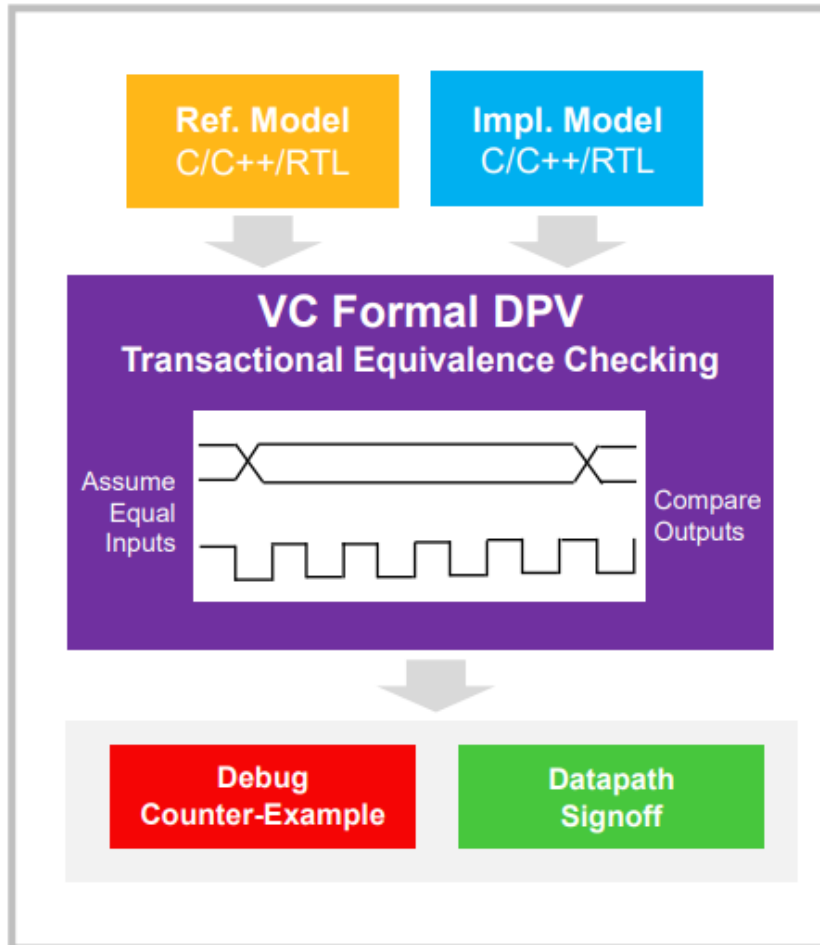 Ref. Model
C/C++/RTL
Impl. Model
C/C++/RTL
VC Formal DPV
Transactional Equivalence Checking
Assume
Equal
Inputs
Compare
Outputs
Debug
Counter-Example
Datapath
Signoff